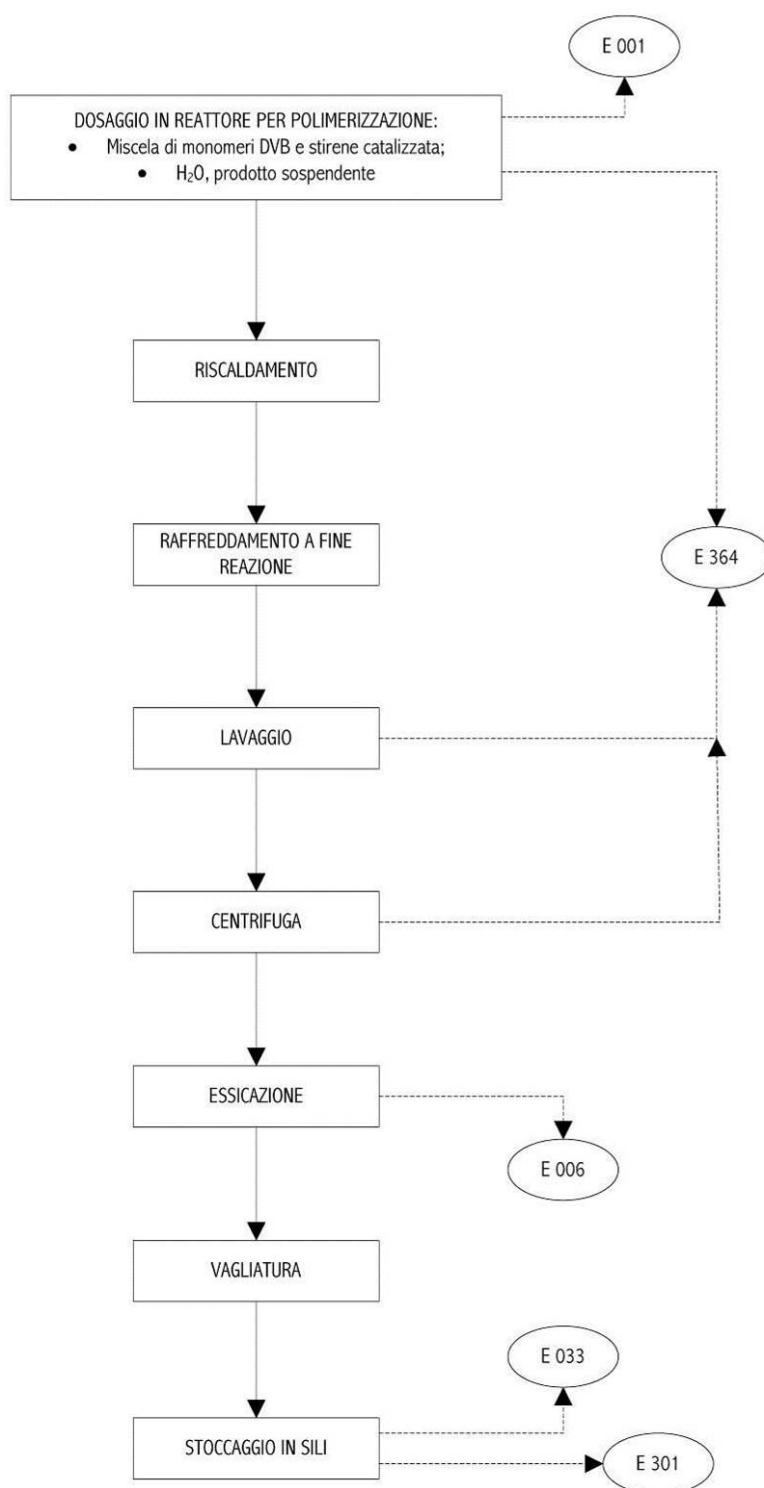 E 001
DOSAGGIO IN REATTORE PER POLIMERIZZAZIONE:
● Miscela di monomeri DVB e stirene catalizzata;
● H₂O, prodotto sospendente
RISCALDAMENTO
RAFFREDDAMENTO A FINE
REAZIONE
E 364
LAVAGGIO
CENTRIFUGA
ESSICAZIONE
E 006
VAGLIATURA
E 033
STOCCAGGIO IN SILI
E 301